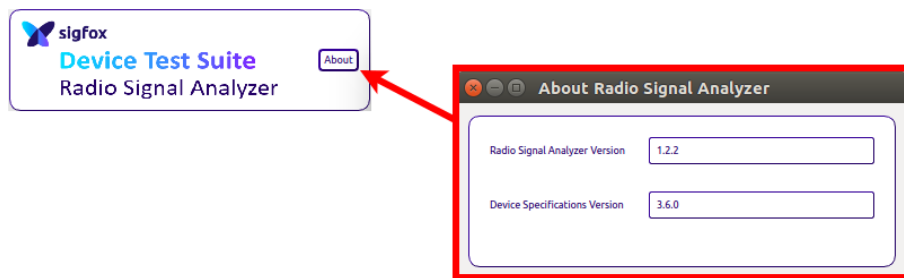 sigfox
Device Test Suite
About
Radio Signal Analyzer
About Radio Signal Analyzer
Radio Signal Analyzer Version 1.2.2
Device Specifications Version 3.6.0